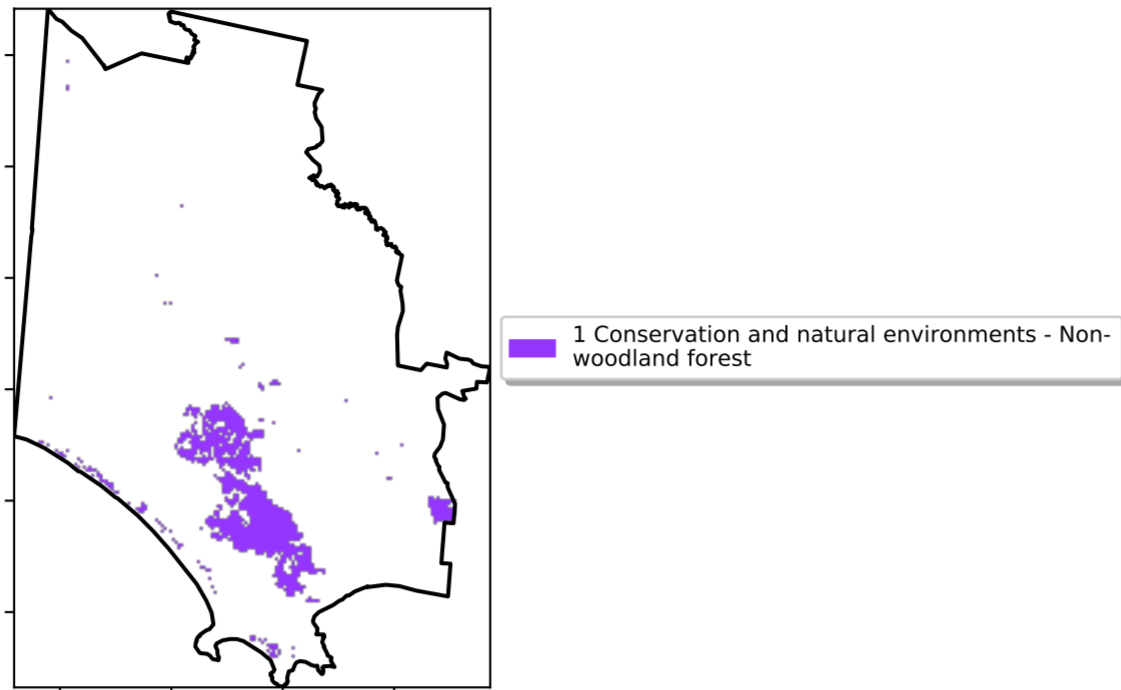 1 Conservation and natural environments - Non-
woodland forest